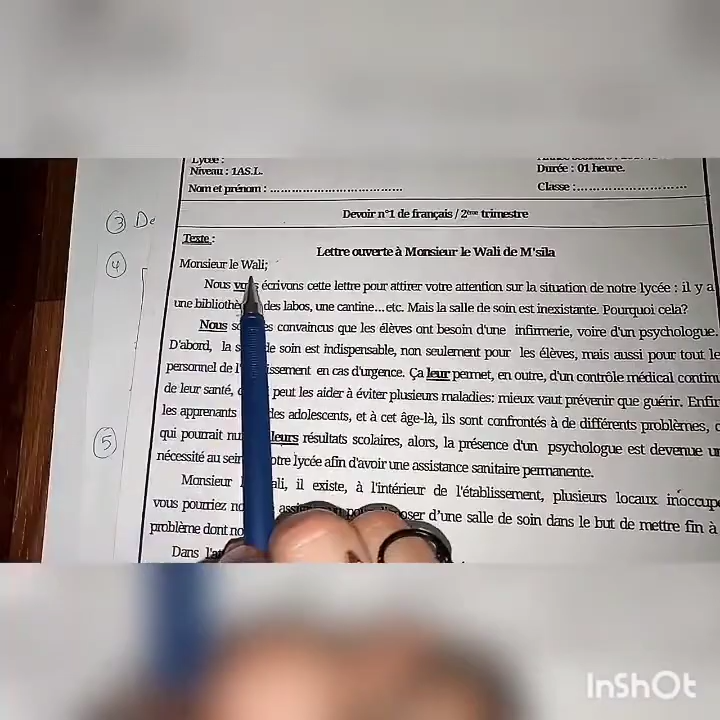 Lycée :
Niveau : 1AS.L.
Durée : 01 heure.
Nom et prénom : ....................................
Classe :...........................
③ De
Devoir n°1 de français / 2ème trimestre
Texte :
④
Lettre ouverte à Monsieur le Wali de M'sila
Monsieur le Wali;
Nous vous écrivons cette lettre pour attirer votre attention sur la situation de notre lycée : il y a
une des labos, une cantine...etc. Mais la salle de soin est inexistante. Pourquoi cela?
Nous convaincus que les élèves ont besoin d'une infirmerie, voire d'un psychologue.
D'abord, la de soin est indispensable, non seulement pour les élèves, mais aussi pour tout le
personnel de en cas d'urgence. Ça leur permet, en outre, d'un contrôle médical continu
de leur santé, peut les aider à éviter plusieurs maladies: mieux vaut prévenir que guérir. Enfin
les apprenants des adolescents, et à cet âge-là, ils sont confrontés à de différents problèmes,
⑤
qui pourrait leurs résultats scolaires, alors, la présence d'un psychologue est devenue
nécessité au sein lycée afin d'avoir une assistance sanitaire permanente.
Monsieur il existe, à l'intérieur de l'établissement, plusieurs locaux
vous pourriez d'une salle de soin dans le but de mettre fin à
problème dont
Dans
InShOt